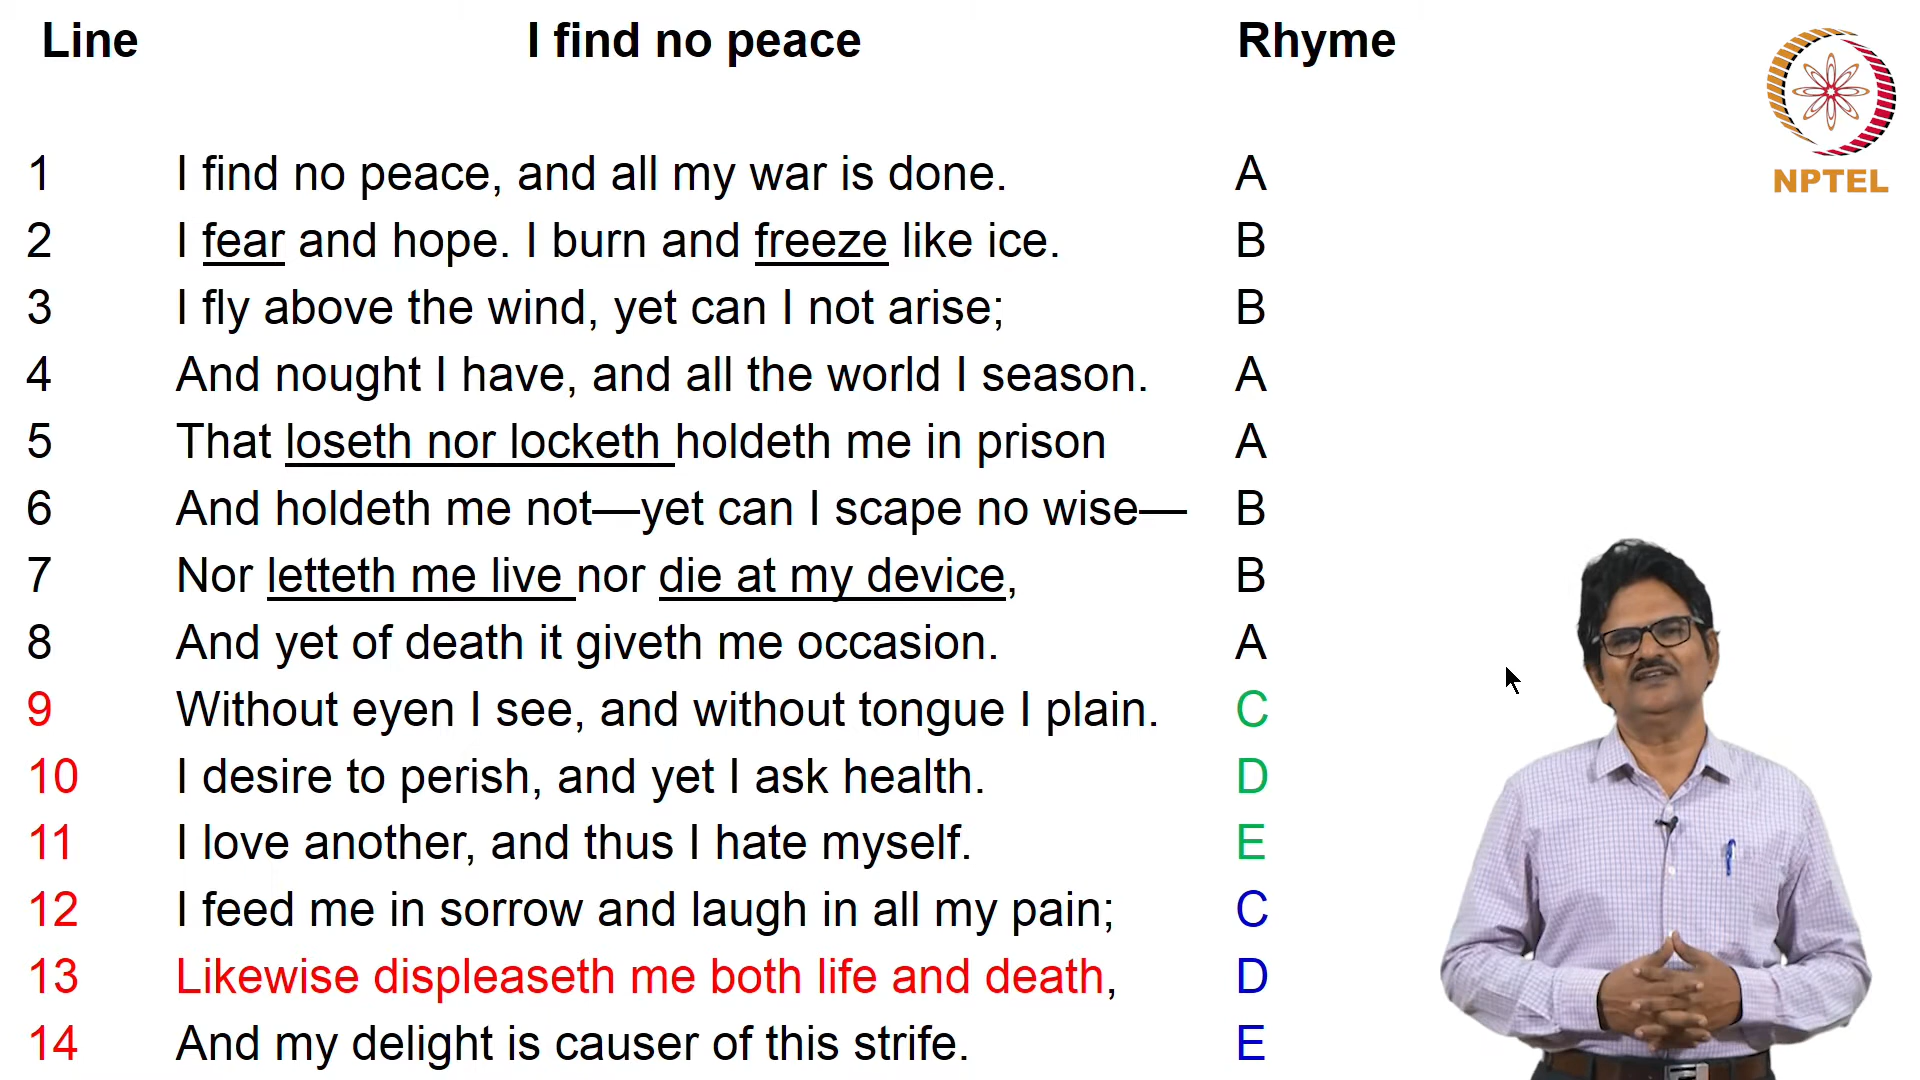 Line I find no peace Rhyme
NPTEL
1 I find no peace, and all my war is done. A
2 I fear and hope. I burn and freeze like ice. B
3 I fly above the wind, yet can I not arise; B
4 And nought I have, and all the world I season. A
5 That loseth nor locketh holdeth me in prison A
6 And holdeth me not—yet can I scape no wise— B
7 Nor letteth me live nor die at my device, B
8 And yet of death it giveth me occasion. A
9 Without eyen I see, and without tongue I plain. C
10 I desire to perish, and yet I ask health. D
11 I love another, and thus I hate myself. E
12 I feed me in sorrow and laugh in all my pain; C
13 Likewise displeaseth me both life and death, D
14 And my delight is causer of this strife. E